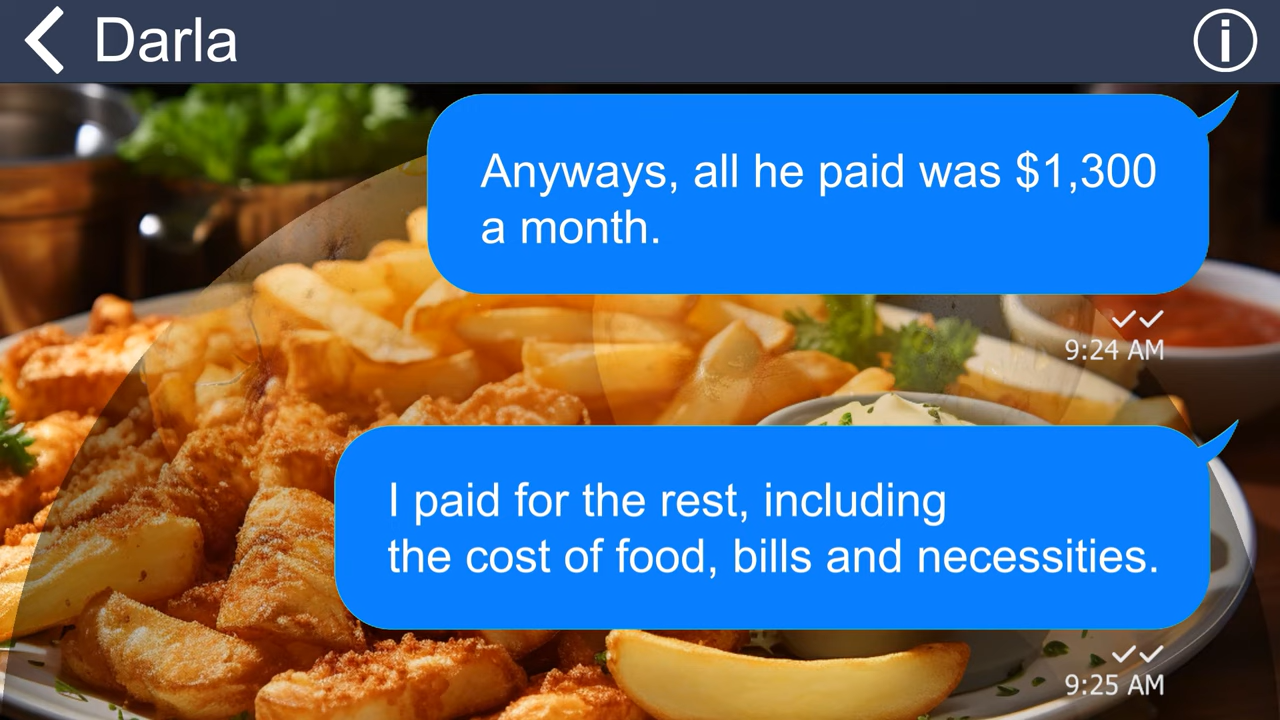 Darla
Anyways, all he paid was $1,300
a month.
9:24 AM
I paid for the rest, including
the cost of food, bills and necessities.
9:25 AM